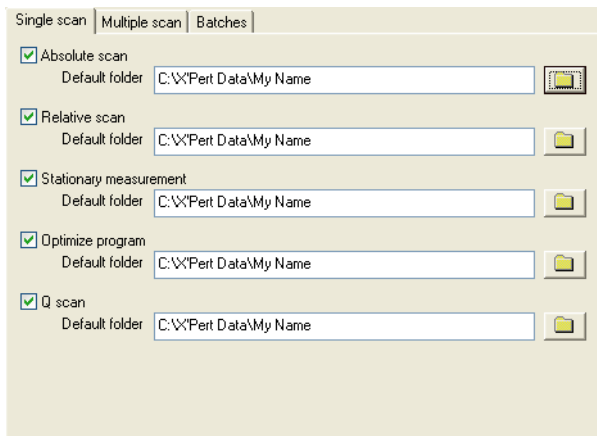 Single scan Multiple scan Batches
Absolute scan
Default folder C:\X'Pert Data\My Name
Relative scan
Default folder C:\X'Pert Data\My Name
Stationary measurement
Default folder C:\X'Pert Data\My Name
Optimize program
Default folder C:\X'Pert Data\My Name
Q scan
Default folder C:\X'Pert Data\My Name